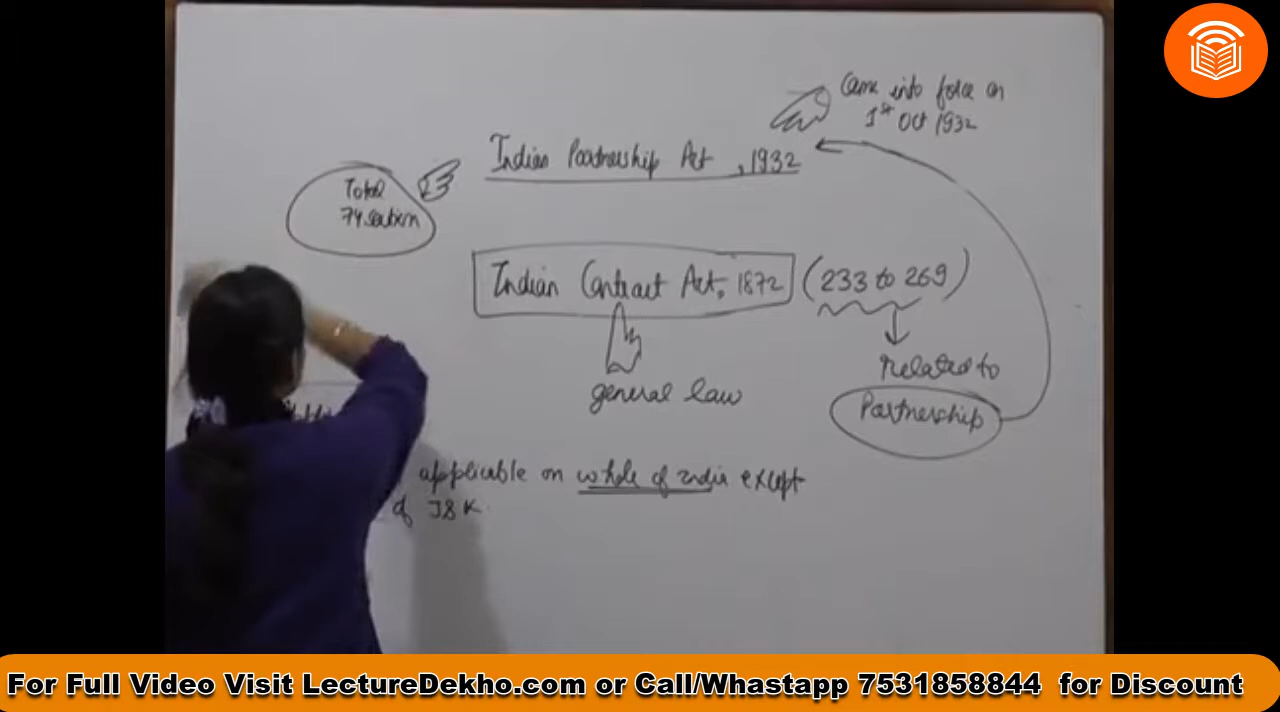 Came into force on
1st Oct 1932
Indian Partnership Act, 1932
Total
74 section
Indian Contract Act, 1872 (233 to 269)
related to
general law
Partnership
applicable on whole of India except
of J&K.
For Full Video Visit LectureDekho.com or Call/Whastapp 7531858844 for Discount